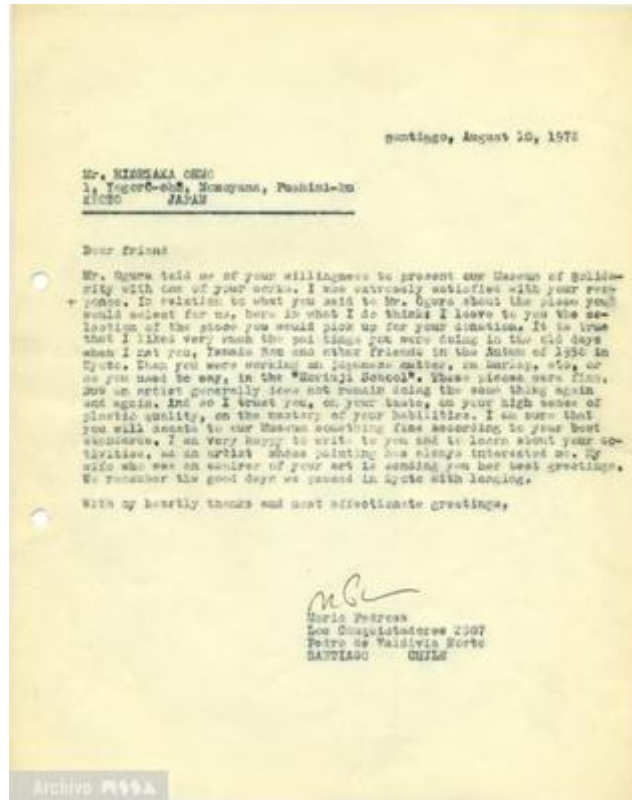 Santiago, August 10, 1972
Mr. HIDETAKA OHNO
1, Yogorō-chō, Momoyama, Fushimi-ku
KYOTO JAPAN
Dear friend
Mr. Ogura told me of your willingness to present our Museum of Solida-
rity with one of your works. I was extremely satisfied with your res-
ponse. In relation to what you said to Mr. Ogura about the piece you
would select for us, here is what I do think: I leave to you the se-
lection of the piece you would pick up for your donation. It is true
that I liked very much the paintings you were doing in the old days
when I met you, and other friends in the Autum of 1958 in
Kyoto. Then you were working on Japanese matter, on burlap, etc, or
as you used to say, in the School". These pieces were fine.
Now an artist generally does not remain doing the same thing again
and again. And so I trust you, on your taste, on your high sense of
plastic quality, on the mastery of your habilities. I am sure that
you will donate to our Museum something fine according to your best
standards. I am very happy to write to you and to learn about your ac-
tivities, as an artist whose painting has always interested me. My
wife who was an admirer of your art is sending you her best greetings.
We remember the good days we passed in Kyoto with longing.
With my heartly thanks and most affectionate greetings,
Mario Pedrosa
Los Conquistadores 2387
Pedro de Valdivia Norte
SANTIAGO CHILE
Archivo MSSA